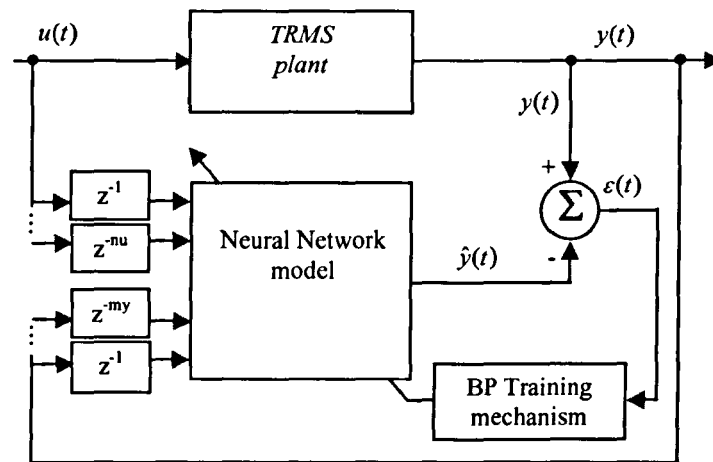 u(t)
TRMS
plant
y(t)
y(t)
+
ε(t)
Σ
-
z⁻¹
z⁻ⁿᵘ
z⁻ᵐʸ
z⁻¹
Neural Network
model
ŷ(t)
BP Training
mechanism